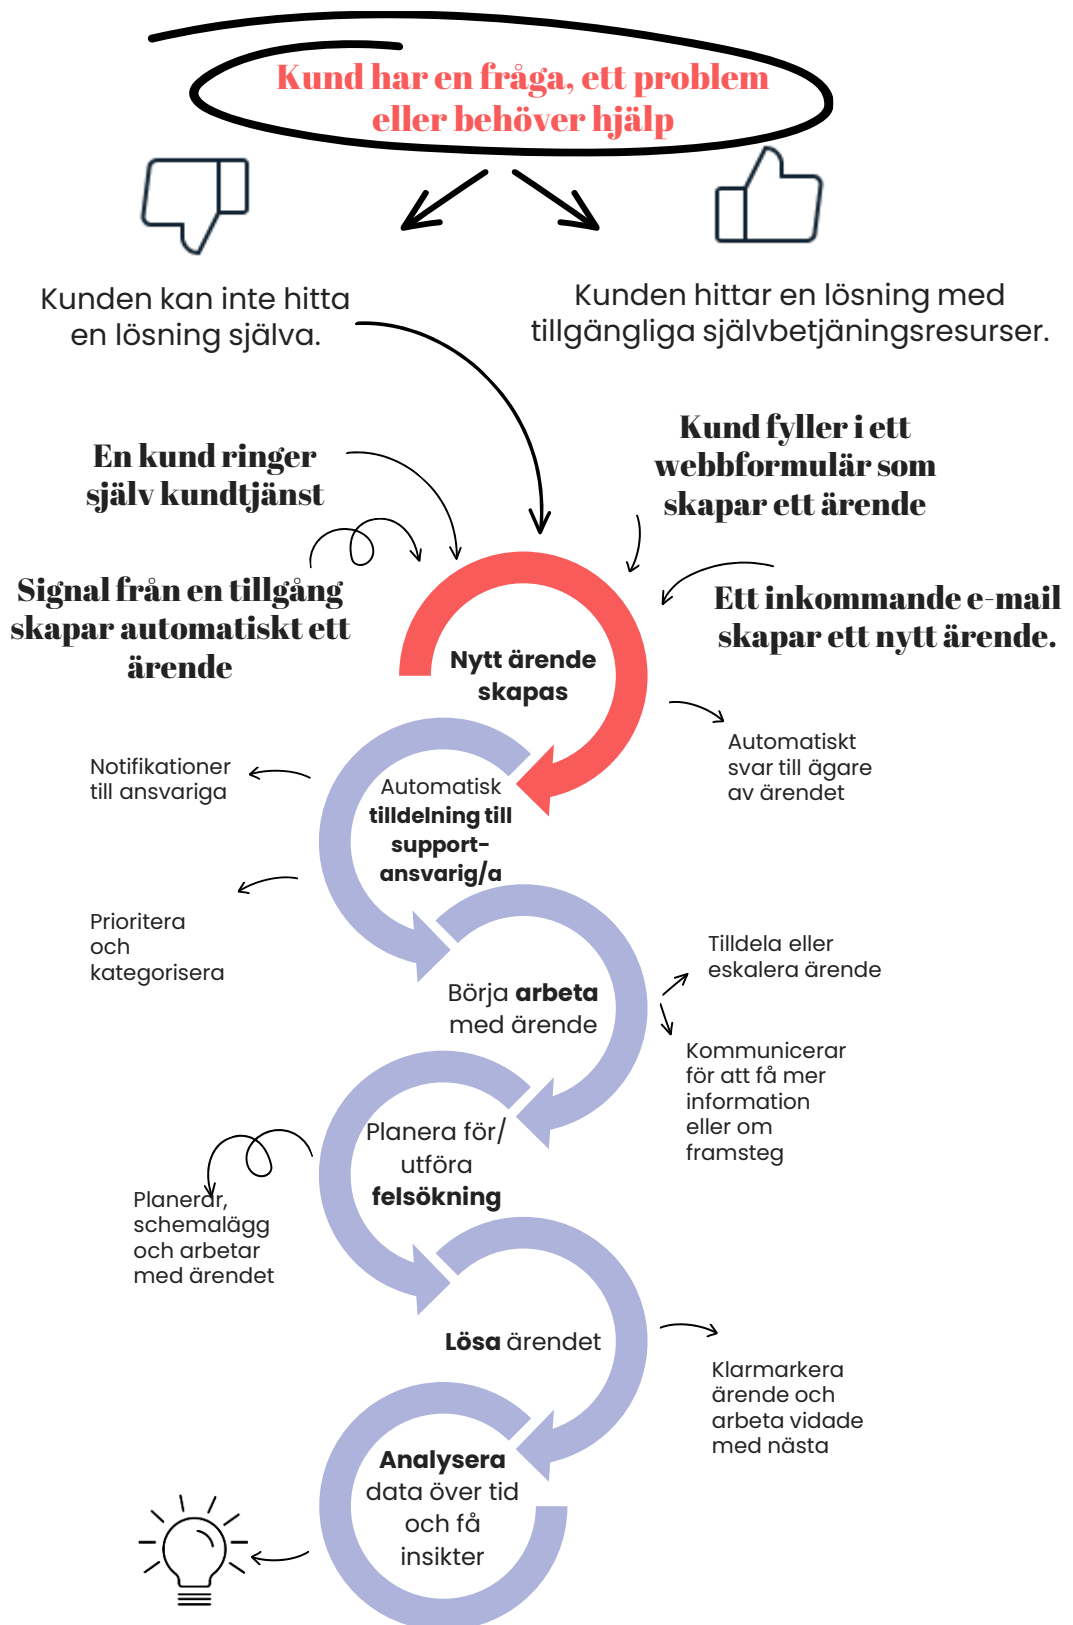 Kund har en fråga, ett problem
eller behöver hjälp
Kunden kan inte hitta
en lösning själva.
Kunden hittar en lösning med
tillgängliga självbetjäningsresurser.
En kund ringer
själv kundtjänst
Kund fyller i ett
webbformulär som
skapar ett ärende
Signal från en tillgång
skapar automatiskt ett
ärende
Ett inkommande e-mail
skapar ett nytt ärende.
Nytt ärende
skapas
Automatiskt
svar till ägare
av ärendet
Notifikationer
till ansvariga
Automatisk
tilldelning till
support-
ansvarig/a
Prioritera
och
kategorisera
Börja arbeta
med ärende
Tilldela eller
eskalera ärende
Kommunicerar
för att få mer
information
eller om
framsteg
Planera för/
utföra
felsökning
Planerar,
schemalägg
och arbetar
med ärendet
Lösa ärendet
Klarmarkera
ärende och
arbeta vidade
med nästa
Analysera
data över tid
och få
insikter